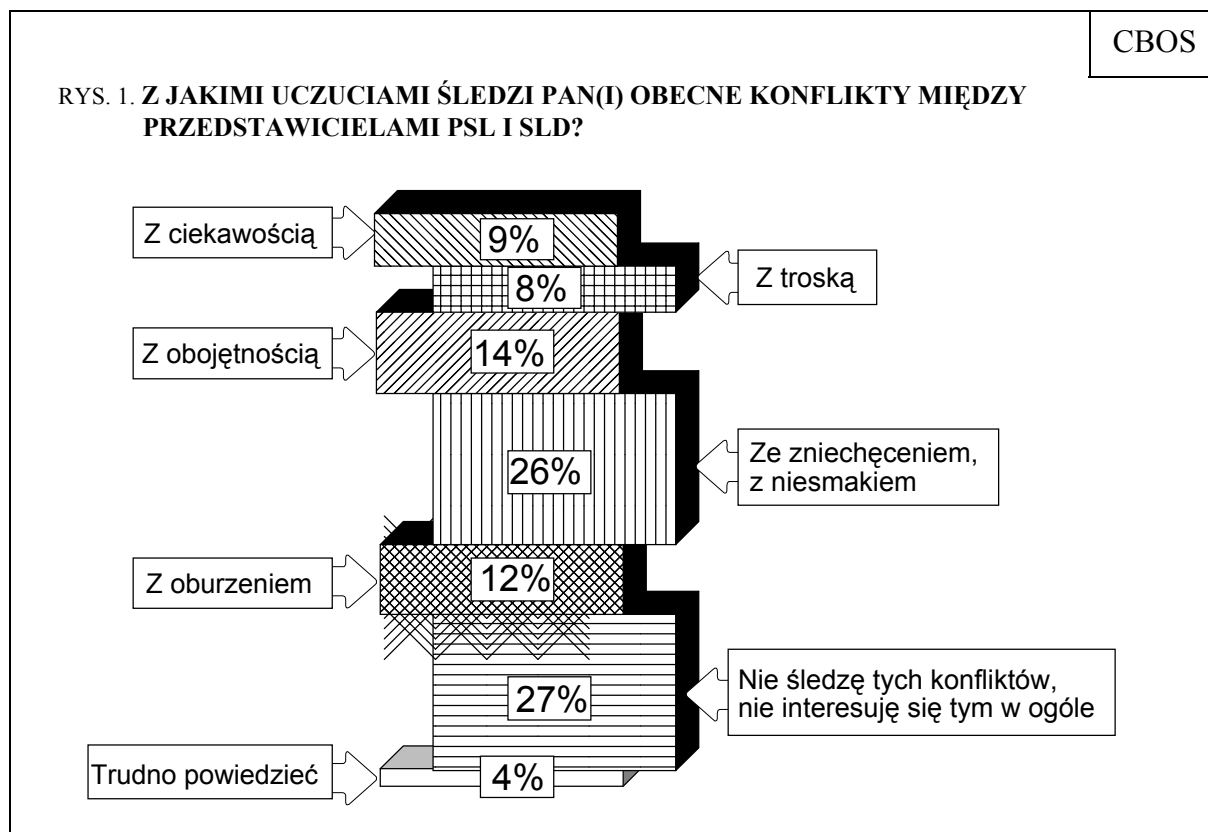 CBOS
RYS. 1. Z JAKIMI UCZUCIAMI ŚLEDZI PAN(I) OBECNE KONFLIKTY MIĘDZY
PRZEDSTAWICIELAMI PSL I SLD?
Z ciekawością
9%
8%
Z troską
Z obojętnością
14%
26%
Ze zniechęceniem,
z niesmakiem
Z oburzeniem
12%
27%
Nie śledzę tych konfliktów,
nie interesuję się tym w ogóle
Trudno powiedzieć
4%